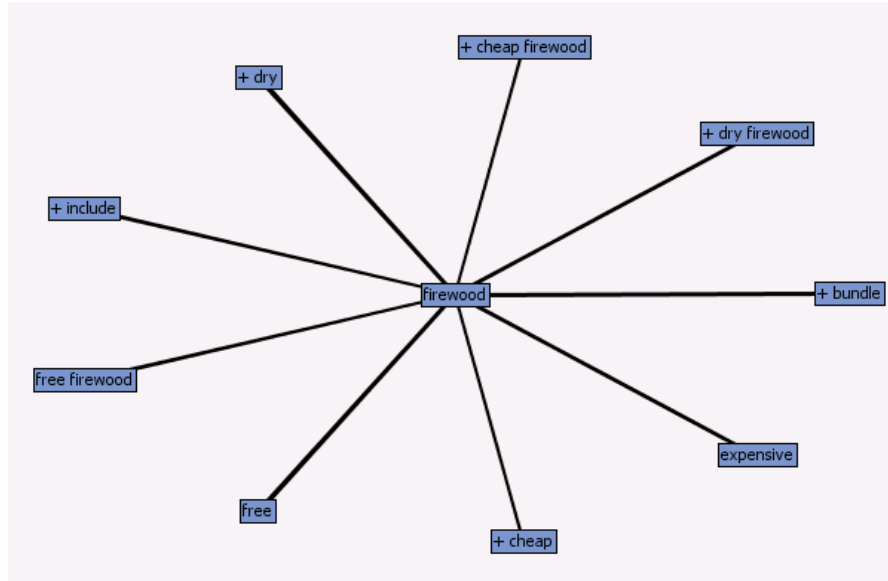 + cheap firewood
+ dry
+ dry firewood
+ include
firewood
+ bundle
free firewood
expensive
free
+ cheap